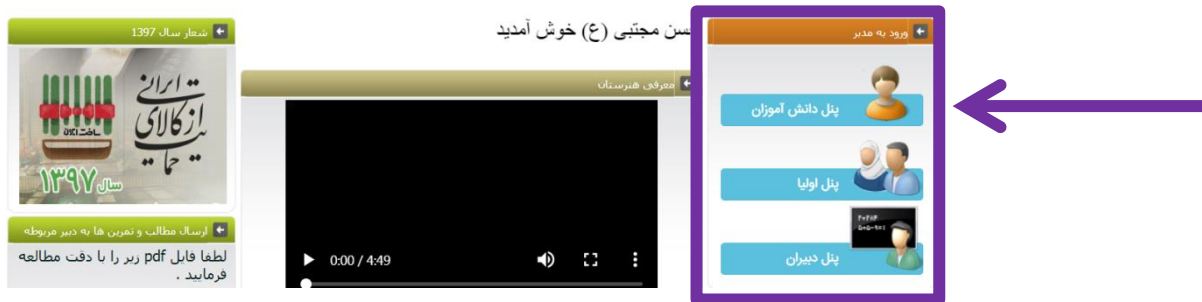 ورود به مدبر
پنل دانش آموزان
پنل اولیا
پنل دبیران
سن مجتبی (ع) خوش آمدید
معرفی هنرستان
0:00 / 4:49
شعار سال 1397
حمایت از کالای ایرانی
ساخت ایران
سال ۱۳۹۷
ارسال مطالب و تمرین ها به دبیر مربوطه
لطفا فایل pdf زیر را با دقت مطالعه
فرمایید .